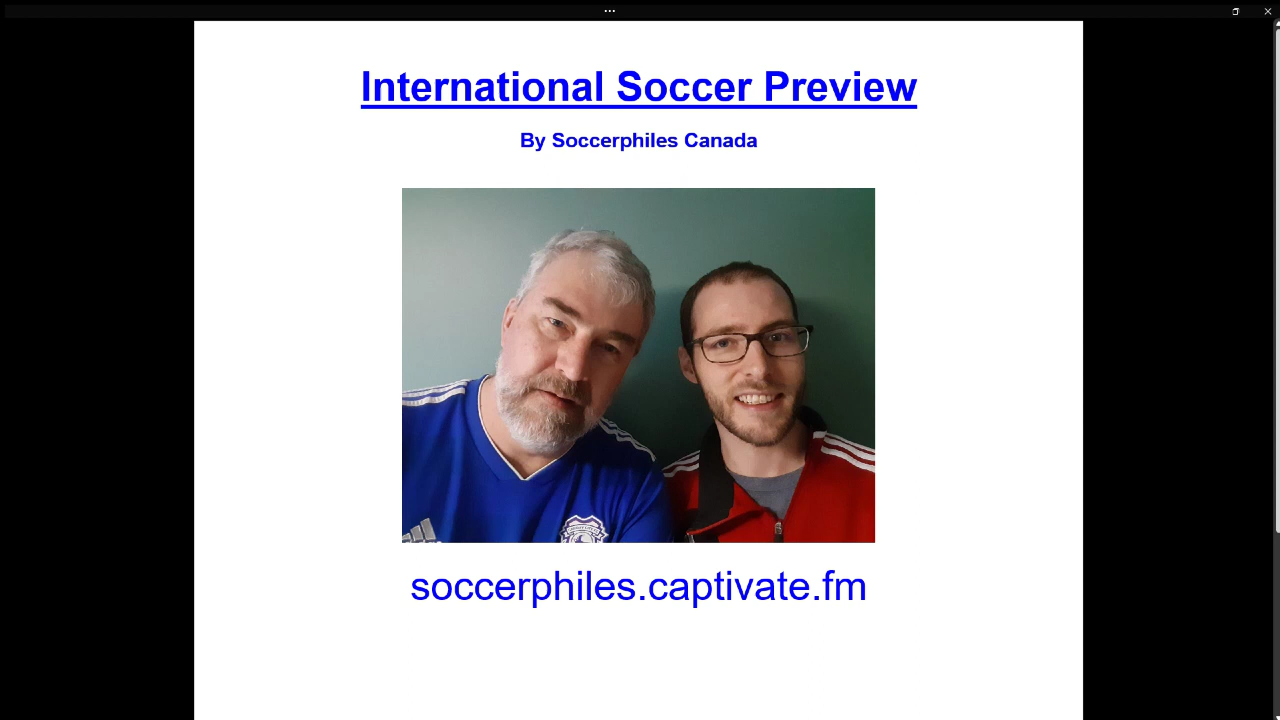 International Soccer Preview
By Soccerphiles Canada
soccerphiles.captivate.fm